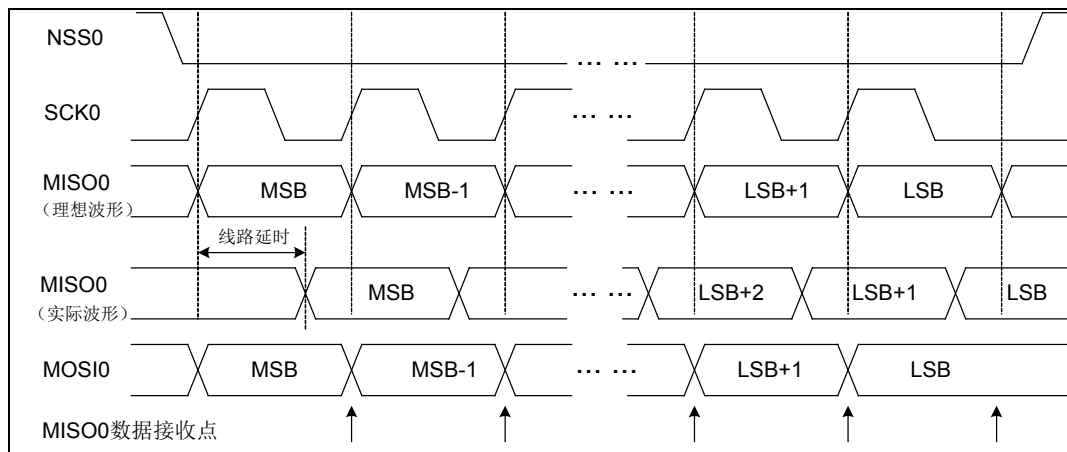 NSS0
... ...
SCK0
... ...
MISO0 MSB MSB-1 ... ... LSB+1 LSB
（理想波形）
线路延时
MISO0 MSB ... ... LSB+2 LSB+1 LSB
（实际波形）
MOSI0 MSB MSB-1 ... ... LSB+1 LSB
MISO0数据接收点